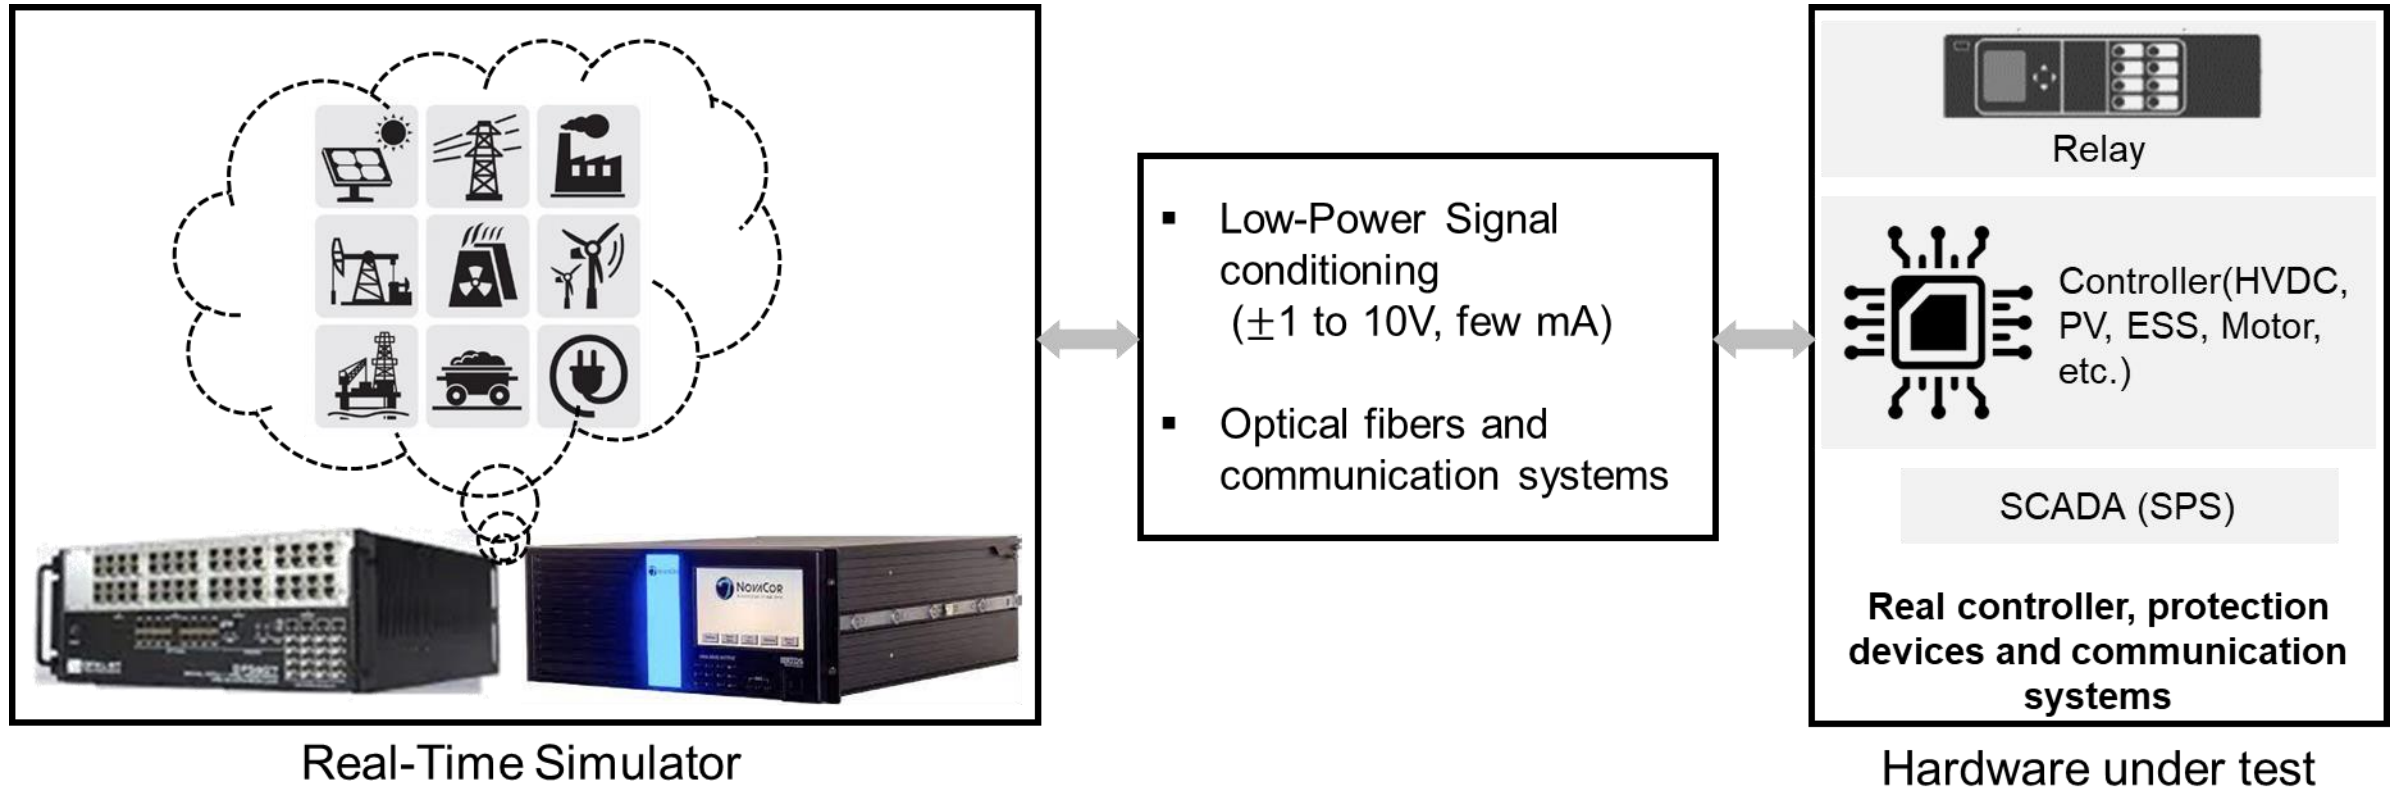 NOVACOR
Real-Time Simulator
▪ Low-Power Signal
conditioning
(±1 to 10V, few mA)
▪ Optical fibers and
communication systems
Relay
Controller(HVDC,
PV, ESS, Motor,
etc.)
SCADA (SPS)
Real controller, protection
devices and communication
systems
Hardware under test